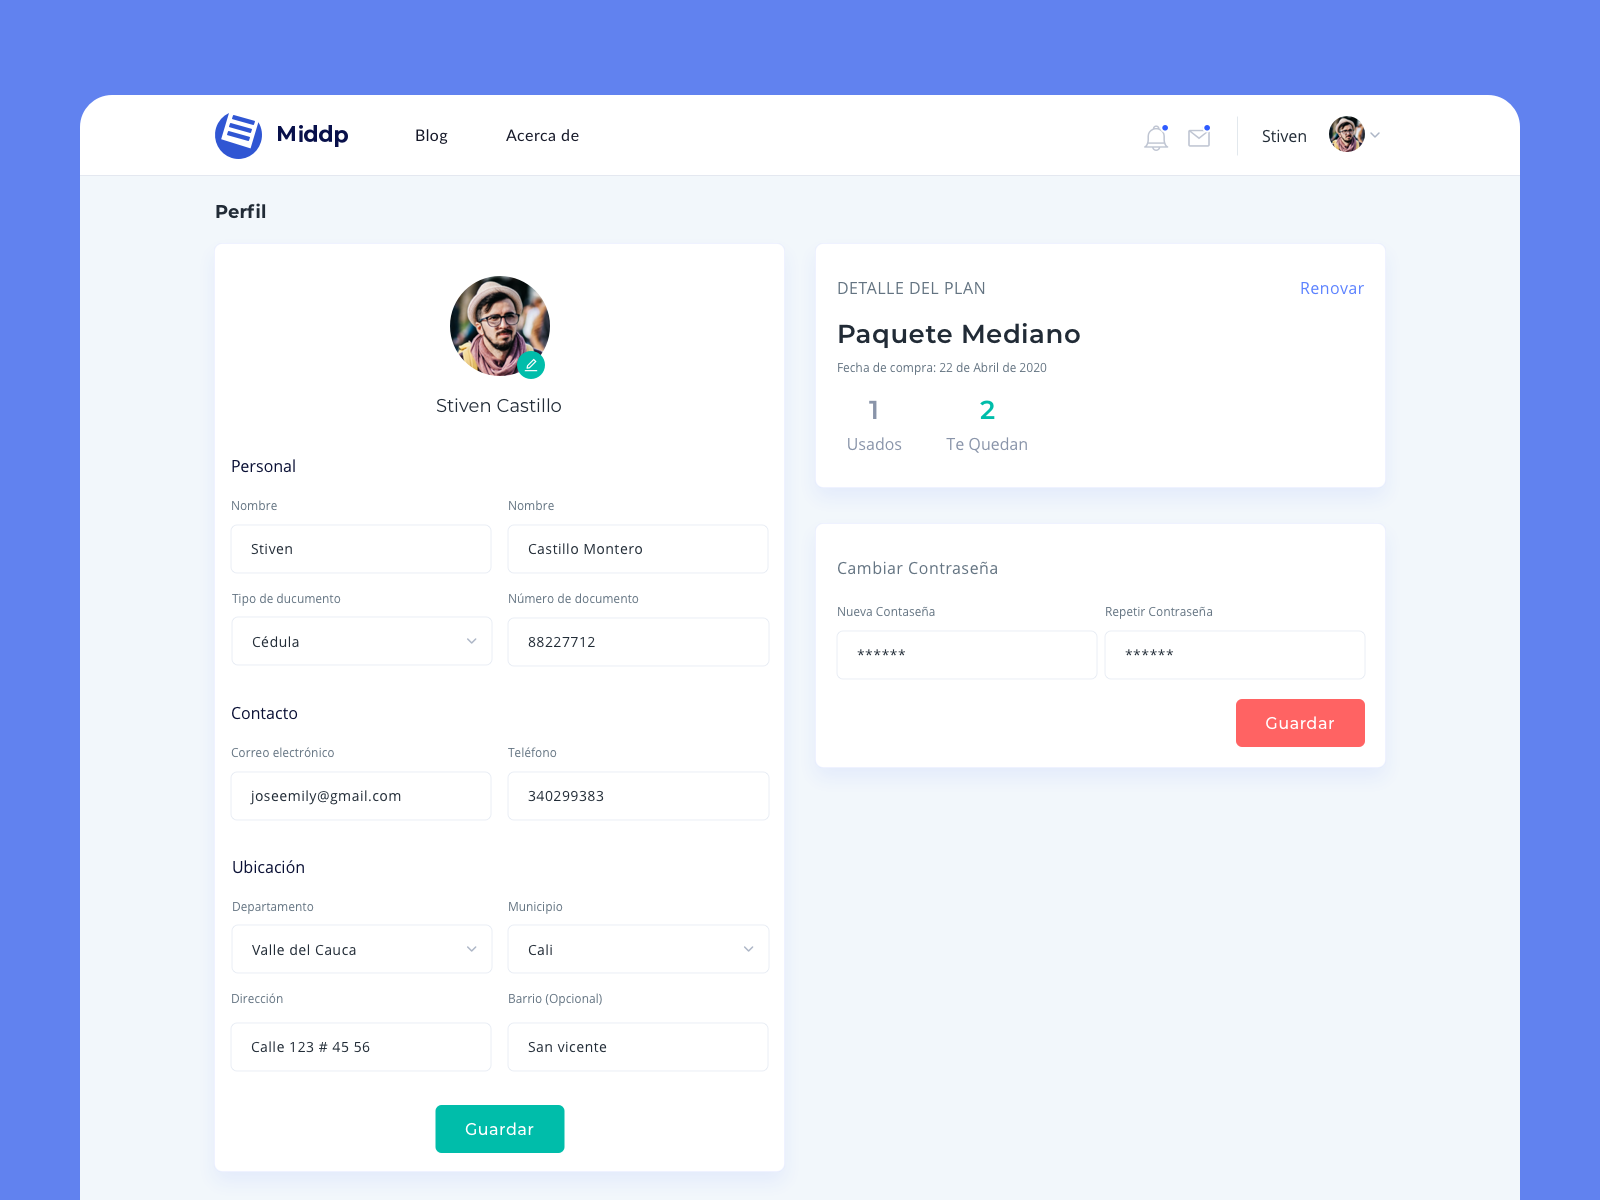 Middp
Blog
Acerca de
Stiven
Perfil
Stiven Castillo
Personal
Nombre
Nombre
Stiven
Castillo Montero
Tipo de ducumento
Número de documento
Cédula
88227712
Contacto
Correo electrónico
Teléfono
joseemily@gmail.com
340299383
Ubicación
Departamento
Municipio
Valle del Cauca
Cali
Dirección
Barrio (Opcional)
Calle 123 # 45 56
San vicente
Guardar
DETALLE DEL PLAN
Renovar
Paquete Mediano
Fecha de compra: 22 de Abril de 2020
1
2
Usados
Te Quedan
Cambiar Contraseña
Nueva Contaseña
Repetir Contraseña
******
******
Guardar